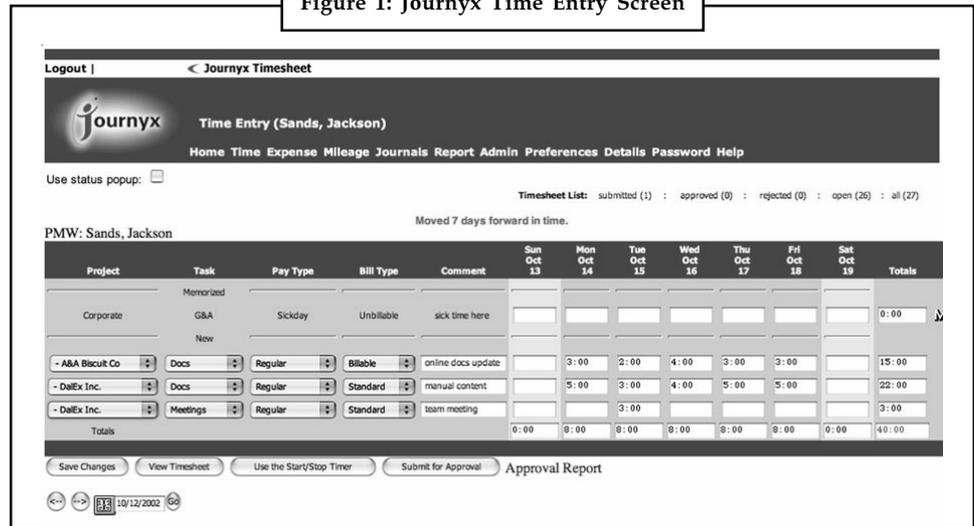 Figure 1: Journyx Time Entry Screen
Logout | < Journyx Timesheet
journyx
Time Entry (Sands, Jackson)
Home Time Expense Mileage Journals Report Admin Preferences Details Password Help
Use status popup:
Timesheet List: submitted (1) : approved (0) : rejected (0) : open (26) : all (27)
Moved 7 days forward in time.
PMW: Sands, Jackson
Project Task Pay Type Bill Type Comment Sun Oct 13 Mon Oct 14 Tue Oct 15 Wed Oct 16 Thu Oct 17 Fri Oct 18 Sat Oct 19 Totals
Memorized
Corporate G&A Sickday Unbillable sick time here 0:00
New
- A&A Biscuit Co Docs Regular Billable online docs update 3:00 2:00 4:00 3:00 3:00 15:00
- DalEx Inc. Docs Regular Standard manual content 5:00 3:00 4:00 5:00 5:00 22:00
- DalEx Inc. Meetings Regular Standard team meeting 3:00 3:00
Totals 0:00 8:00 8:00 8:00 8:00 8:00 0:00 40:00
Save Changes View Timesheet Use the Start/Stop Timer Submit for Approval Approval Report
<-- --> 10/12/2002 Go